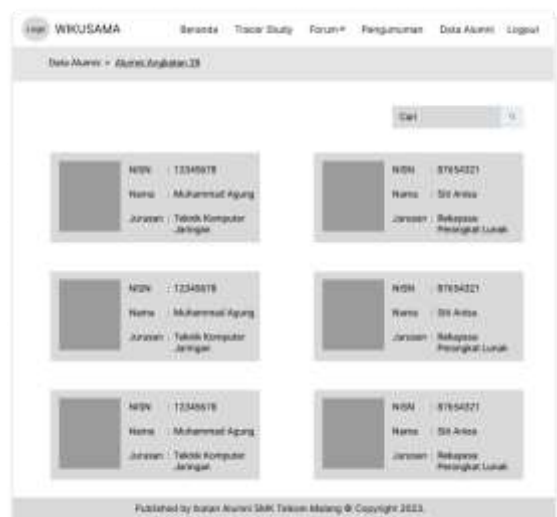 Logo WIKUSAMA Beranda Tracer Study Forum Pengumuman Data Alumni Logout
Data Alumni > Alumni Angkatan 28
Cari
NISN : 12345678
Nama : Muhammad Agung
Jurusan : Teknik Komputer
Jaringan
NISN : 87654321
Nama : Siti Anisa
Jurusan : Rekayasa
Perangkat Lunak
NISN : 12345678
Nama : Muhammad Agung
Jurusan : Teknik Komputer
Jaringan
NISN : 87654321
Nama : Siti Anisa
Jurusan : Rekayasa
Perangkat Lunak
NISN : 12345678
Nama : Muhammad Agung
Jurusan : Teknik Komputer
Jaringan
NISN : 87654321
Nama : Siti Anisa
Jurusan : Rekayasa
Perangkat Lunak
Published by Ikatan Alumni SMK Telkom Malang © Copyright 2023.